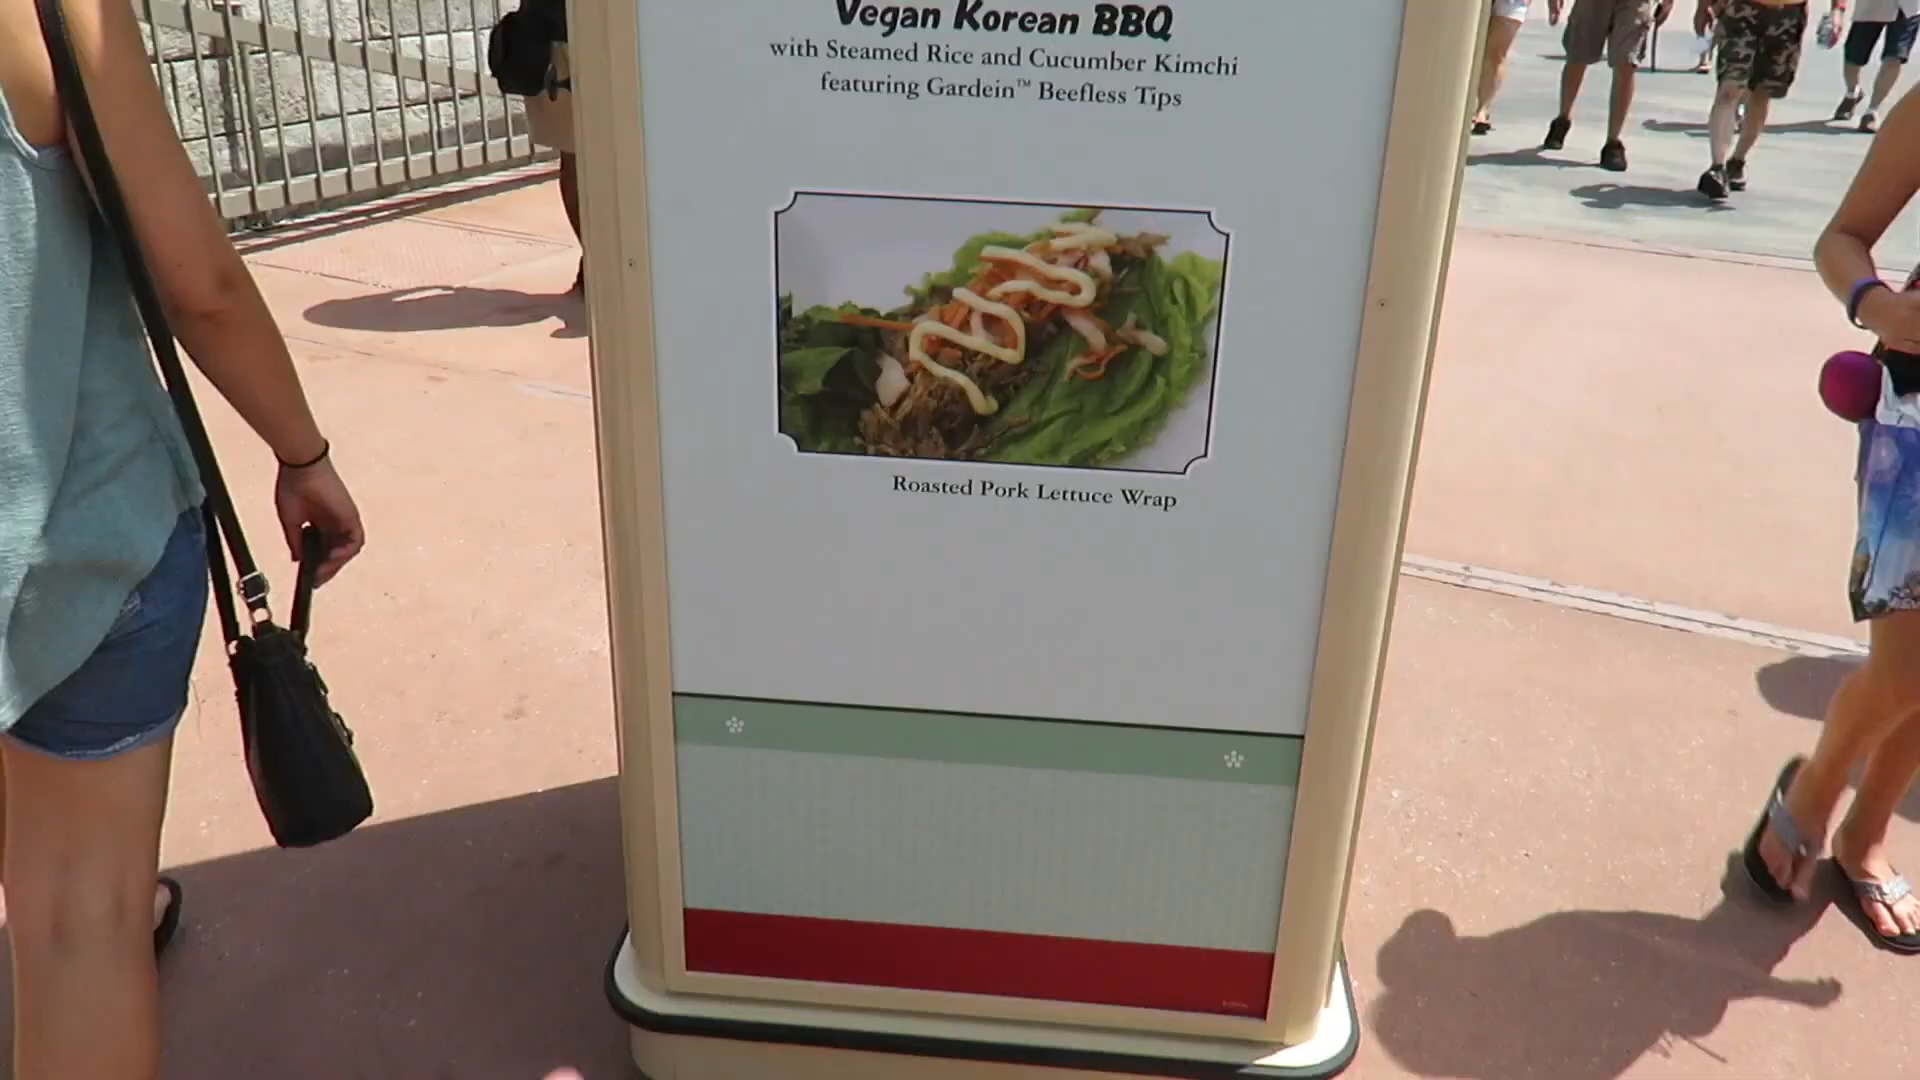 Vegan Korean BBQ
with Steamed Rice and Cucumber Kimchi
featuring Gardein™ Beefless Tips
Roasted Pork Lettuce Wrap